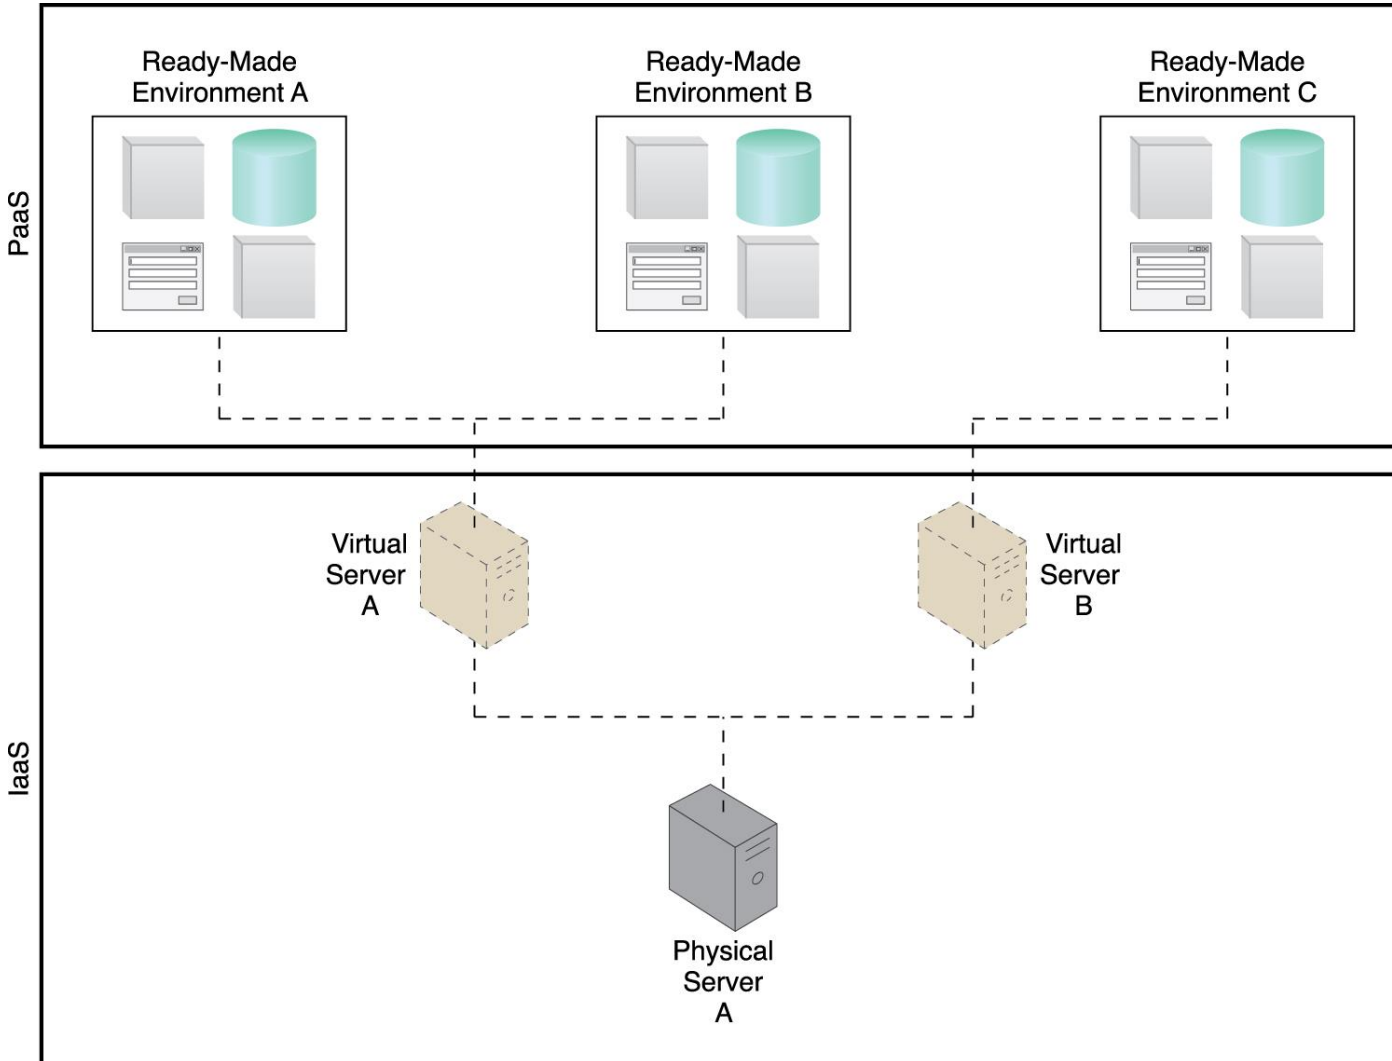 Ready-Made
Environment A
Ready-Made
Environment B
Ready-Made
Environment C
PaaS
Virtual
Server
A
Virtual
Server
B
IaaS
Physical
Server
A